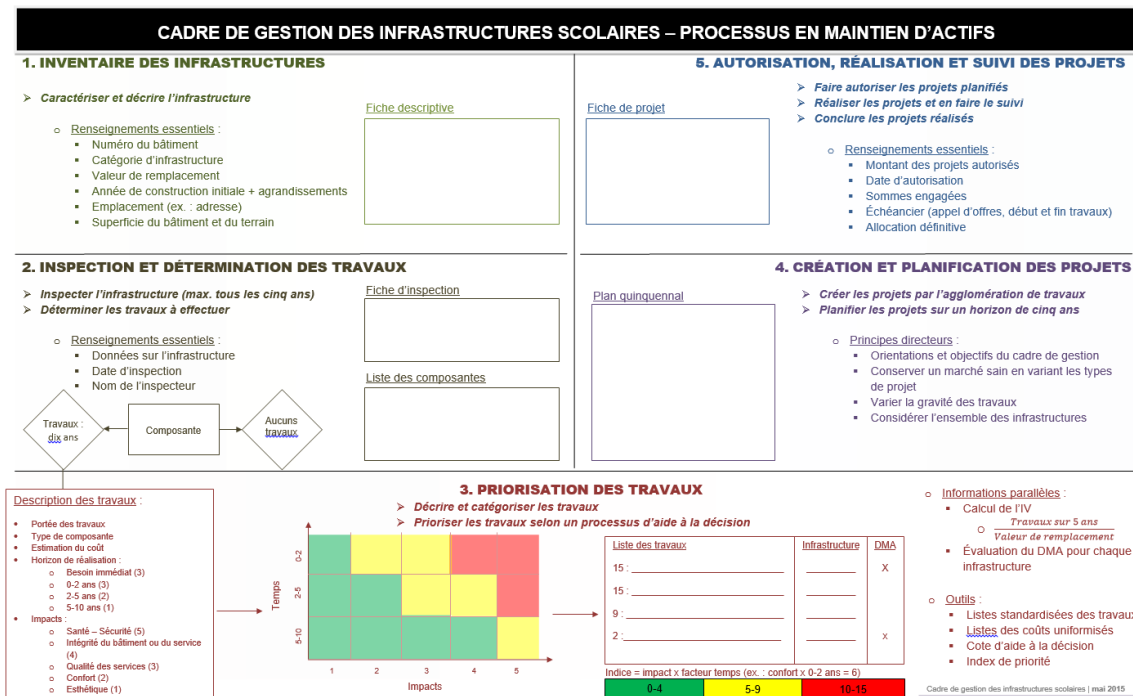 CADRE DE GESTION DES INFRASTRUCTURES SCOLAIRES – PROCESSUS EN MAINTIEN D'ACTIFS
1. INVENTAIRE DES INFRASTRUCTURES
➢ Caractériser et décrire l'infrastructure
o Renseignements essentiels :
▪ Numéro du bâtiment
▪ Catégorie d'infrastructure
▪ Valeur de remplacement
▪ Année de construction initiale + agrandissements
▪ Emplacement (ex. : adresse)
▪ Superficie du bâtiment et du terrain
Fiche descriptive
2. INSPECTION ET DÉTERMINATION DES TRAVAUX
➢ Inspecter l'infrastructure (max. tous les cinq ans)
➢ Déterminer les travaux à effectuer
o Renseignements essentiels :
▪ Données sur l'infrastructure
▪ Date d'inspection
▪ Nom de l'inspecteur
Travaux :
dix ans
Composante
Aucuns
travaux
Fiche d'inspection
Liste des composantes
5. AUTORISATION, RÉALISATION ET SUIVI DES PROJETS
➢ Faire autoriser les projets planifiés
➢ Réaliser les projets et en faire le suivi
➢ Conclure les projets réalisés
Fiche de projet
o Renseignements essentiels :
▪ Montant des projets autorisés
▪ Date d'autorisation
▪ Sommes engagées
▪ Échéancier (appel d'offres, début et fin travaux)
▪ Allocation définitive
4. CRÉATION ET PLANIFICATION DES PROJETS
Plan quinquennal
➢ Créer les projets par l'agglomération de travaux
➢ Planifier les projets sur un horizon de cinq ans
o Principes directeurs :
▪ Orientations et objectifs du cadre de gestion
▪ Conserver un marché sain en variant les types
de projet
▪ Varier la gravité des travaux
▪ Considérer l'ensemble des infrastructures
3. PRIORISATION DES TRAVAUX
➢ Décrire et catégoriser les travaux
➢ Prioriser les travaux selon un processus d'aide à la décision
Description des travaux :
• Portée des travaux
• Type de composante
• Estimation du coût
• Horizon de réalisation :
o Besoin immédiat (3)
o 0-2 ans (3)
o 2-5 ans (2)
o 5-10 ans (1)
• Impacts :
o Santé – Sécurité (5)
o Intégrité du bâtiment ou du service
(4)
o Qualité des services (3)
o Confort (2)
o Esthétique (1)
Temps
0-2
2-5
5-10
1 2 3 4 5
Impacts
Liste des travaux Infrastructure DMA
15 : X
15 :
9 :
2 : x
Indice = impact x facteur temps (ex. : confort x 0-2 ans = 6)
0-4 5-9 10-15
o Informations parallèles :
▪ Calcul de l'IV
o Travaux sur 5 ans
Valeur de remplacement
▪ Évaluation du DMA pour chaque
infrastructure
o Outils :
▪ Listes standardisées des travaux
▪ Listes des coûts uniformisés
▪ Cote d'aide à la décision
▪ Index de priorité
Cadre de gestion des infrastructures scolaires | mai 2015